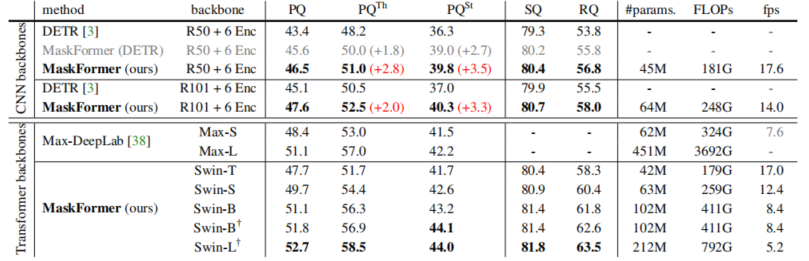 method backbone PQ PQTh PQSt SQ RQ #params. FLOPs fps
CNN backbones
DETR [3] R50 + 6 Enc 43.4 48.2 36.3 79.3 53.8 - - -
MaskFormer (DETR) R50 + 6 Enc 45.6 50.0 (+1.8) 39.0 (+2.7) 80.2 55.8 - - -
MaskFormer (ours) R50 + 6 Enc 46.5 51.0 (+2.8) 39.8 (+3.5) 80.4 56.8 45M 181G 17.6
DETR [3] R101 + 6 Enc 45.1 50.5 37.0 79.9 55.5 - - -
MaskFormer (ours) R101 + 6 Enc 47.6 52.5 (+2.0) 40.3 (+3.3) 80.7 58.0 64M 248G 14.0
Transformer backbones
Max-DeepLab [38]
Max-S 48.4 53.0 41.5 - - 62M 324G 7.6
Max-L 51.1 57.0 42.2 - - 451M 3692G -
MaskFormer (ours)
Swin-T 47.7 51.7 41.7 80.4 58.3 42M 179G 17.0
Swin-S 49.7 54.4 42.6 80.9 60.4 63M 259G 12.4
Swin-B 51.1 56.3 43.2 81.4 61.8 102M 411G 8.4
Swin-B† 51.8 56.9 44.1 81.4 62.6 102M 411G 8.4
Swin-L† 52.7 58.5 44.0 81.8 63.5 212M 792G 5.2